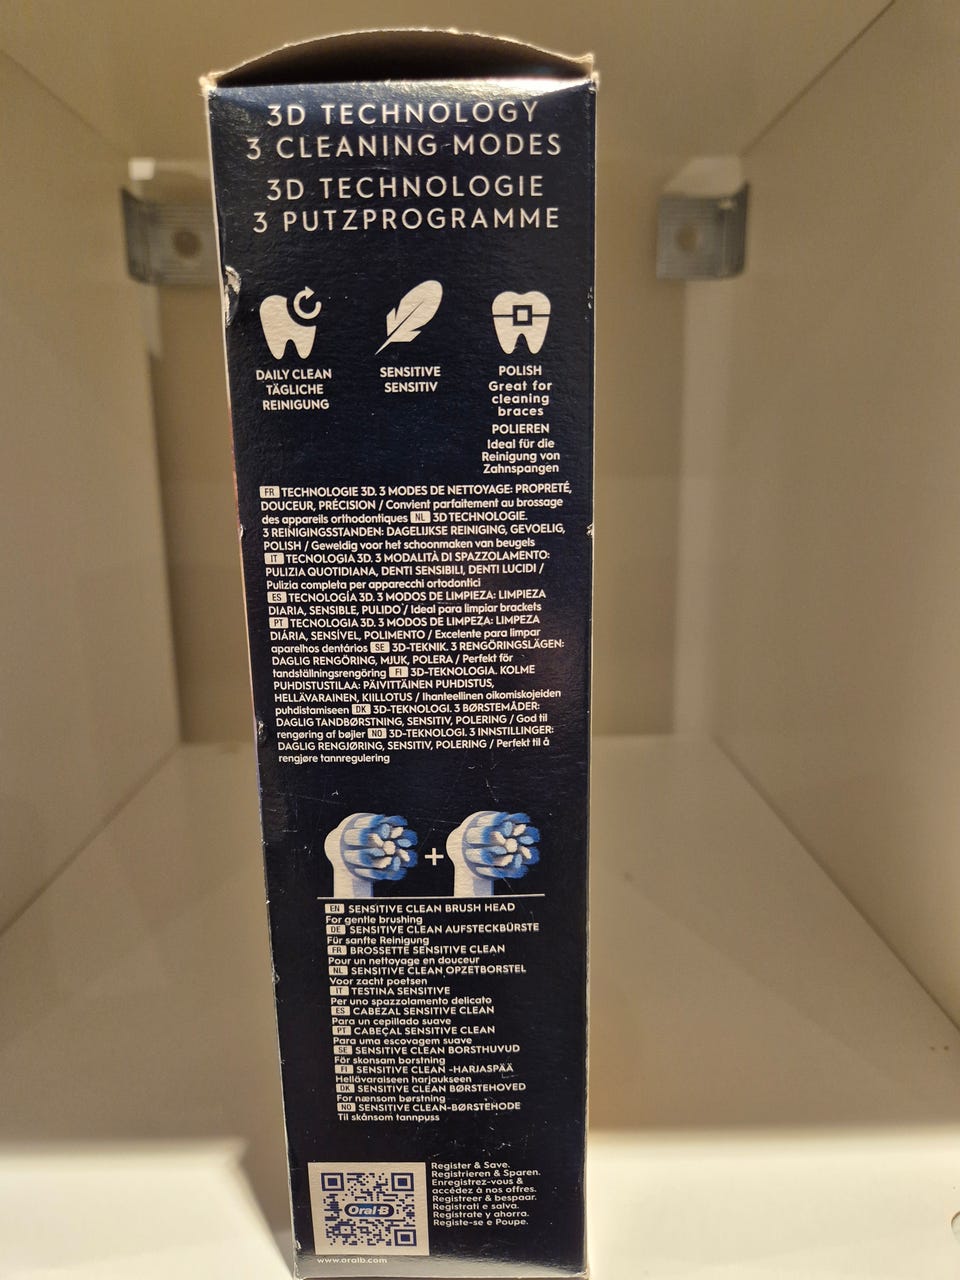 3D TECHNOLOGY
3 CLEANING MODES
3D TECHNOLOGIE
3 PUTZPROGRAMME
DAILY CLEAN
TÄGLICHE
REINIGUNG
SENSITIVE
SENSITIV
POLISH
Great for
cleaning
braces
POLIEREN
Ideal für die
Reinigung von
Zahnspangen
FR TECHNOLOGIE 3D. 3 MODES DE NETTOYAGE: PROPRETÉ,
DOUCEUR, PRÉCISION / Convient parfaitement au brossage
des appareils orthodontiques NL 3D TECHNOLOGIE.
3 REINIGINGSSTANDEN: DAGELIJKSE REINIGING, GEVOELIG,
POLISH / Geweldig voor het schoonmaken van beugels
IT TECNOLOGIA 3D. 3 MODALITÀ DI SPAZZOLAMENTO:
PULIZIA QUOTIDIANA, DENTI SENSIBILI, DENTI LUCIDI /
Pulizia completa per apparecchi ortodontici
ES TECNOLOGÍA 3D. 3 MODOS DE LIMPIEZA: LIMPIEZA
DIARIA, SENSIBLE, PULIDO / Ideal para limpiar brackets
PT TECNOLOGIA 3D. 3 MODOS DE LIMPEZA: LIMPEZA
DIÁRIA, SENSÍVEL, POLIMENTO / Excelente para limpar
aparelhos dentários SE 3D-TEKNIK. 3 RENGÖRINGSLÄGEN:
DAGLIG RENGÖRING, MJUK, POLERA / Perfekt för
tandställningsrengöring FI 3D-TEKNOLOGIA. KOLME
PUHDISTUSTILAA: PÄIVITTÄINEN PUHDISTUS,
HELLÄVARAINEN, KIILLOTUS / Ihanteellinen oikomiskojeiden
puhdistamiseen DK 3D-TEKNOLOGI. 3 BØRSTEMÅDER:
DAGLIG TANDBØRSTNING, SENSITIV, POLERING / God til
rengøring af bøjler NO 3D-TEKNOLOGI. 3 INNSTILLINGER:
DAGLIG RENGJØRING, SENSITIV, POLERING / Perfekt til å
rengjøre tannregulering
+
EN SENSITIVE CLEAN BRUSH HEAD
For gentle brushing
DE SENSITIVE CLEAN AUFSTECKBÜRSTE
Für sanfte Reinigung
FR BROSSETTE SENSITIVE CLEAN
Pour un nettoyage en douceur
NL SENSITIVE CLEAN OPZETBORSTEL
Voor zacht poetsen
IT TESTINA SENSITIVE
Per uno spazzolamento delicato
ES CABEZAL SENSITIVE CLEAN
Para un cepillado suave
PT CABEÇAL SENSITIVE CLEAN
Para uma escovagem suave
SE SENSITIVE CLEAN BORSTHUVUD
För skonsam borstning
FI SENSITIVE CLEAN -HARJASPÄÄ
Hellävaraiseen harjaukseen
DK SENSITIVE CLEAN BØRSTEHOVED
For nænsom børstning
NO SENSITIVE CLEAN-BØRSTEHODE
Til skånsom tannpuss
Oral-B
Register & Save.
Registrieren & Sparen.
Enregistrez-vous &
accédez à nos offres.
Registreer & bespaar.
Registrati e salva.
Regístrate y ahorra.
Registe-se e Poupe.
www.oralb.com